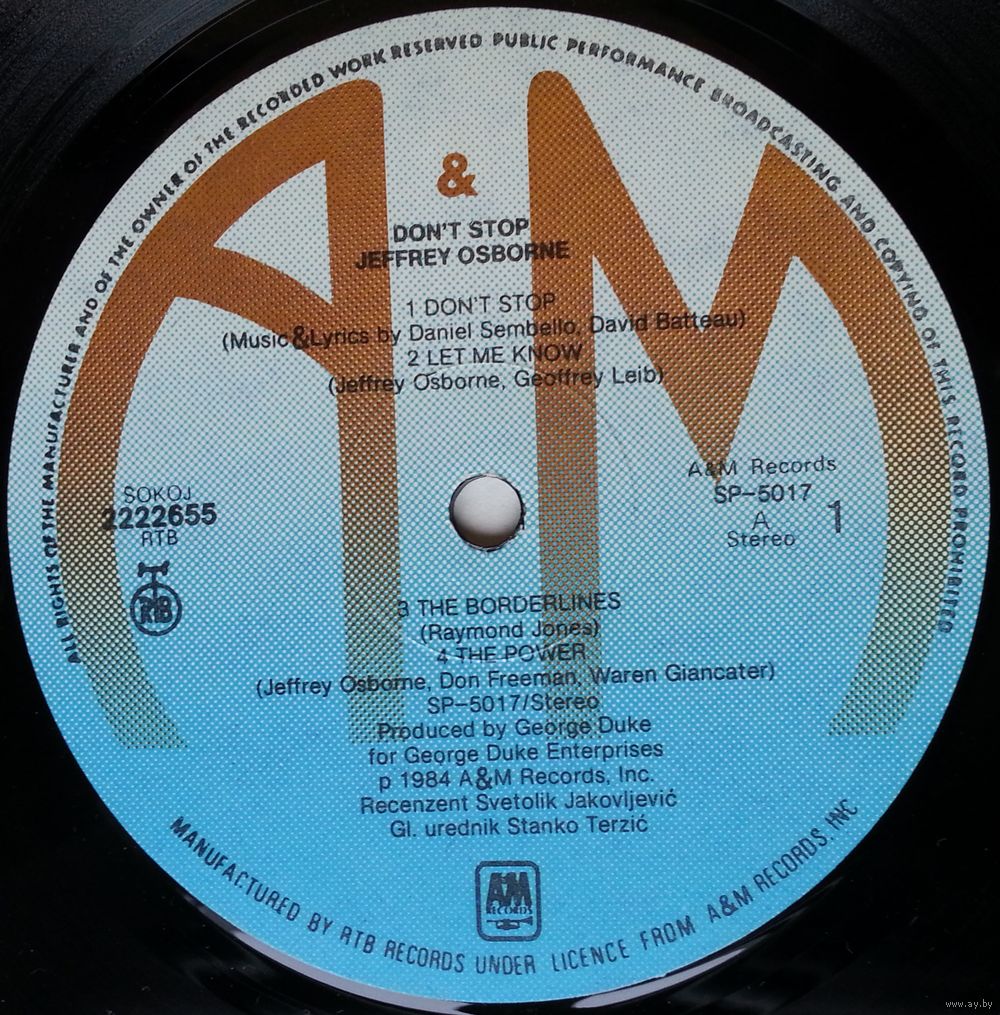 ALL RIGHTS OF THE MANUFACTURER AND OF THE OWNER OF THE RECORDED WORK RESERVED PUBLIC PERFORMANCE BROADCASTING AND COPYING OF THIS RECORD PROHIBITED
A & M
DON'T STOP
JEFFREY OSBORNE
1 DON'T STOP
(Music&Lyrics by Daniel Sembello, David Batteau)
2 LET ME KNOW
(Jeffrey Osborne, Geoffrey Leib)
SOKOJ
2222655
RTB
RTB
A&M Records
SP-5017
A
Stereo
1
3 THE BORDERLINES
(Raymond Jones)
4 THE POWER
(Jeffrey Osborne, Don Freeman, Waren Giancater)
SP-5017/Stereo
Produced by George Duke
for George Duke Enterprises
p 1984 A&M Records, Inc.
Recenzent Svetolik Jakovljević
Gl. urednik Stanko Terzić
A&M
RECORDS
MANUFACTURED BY RTB RECORDS UNDER LICENCE FROM A&M RECORDS, INC
www.ay.by